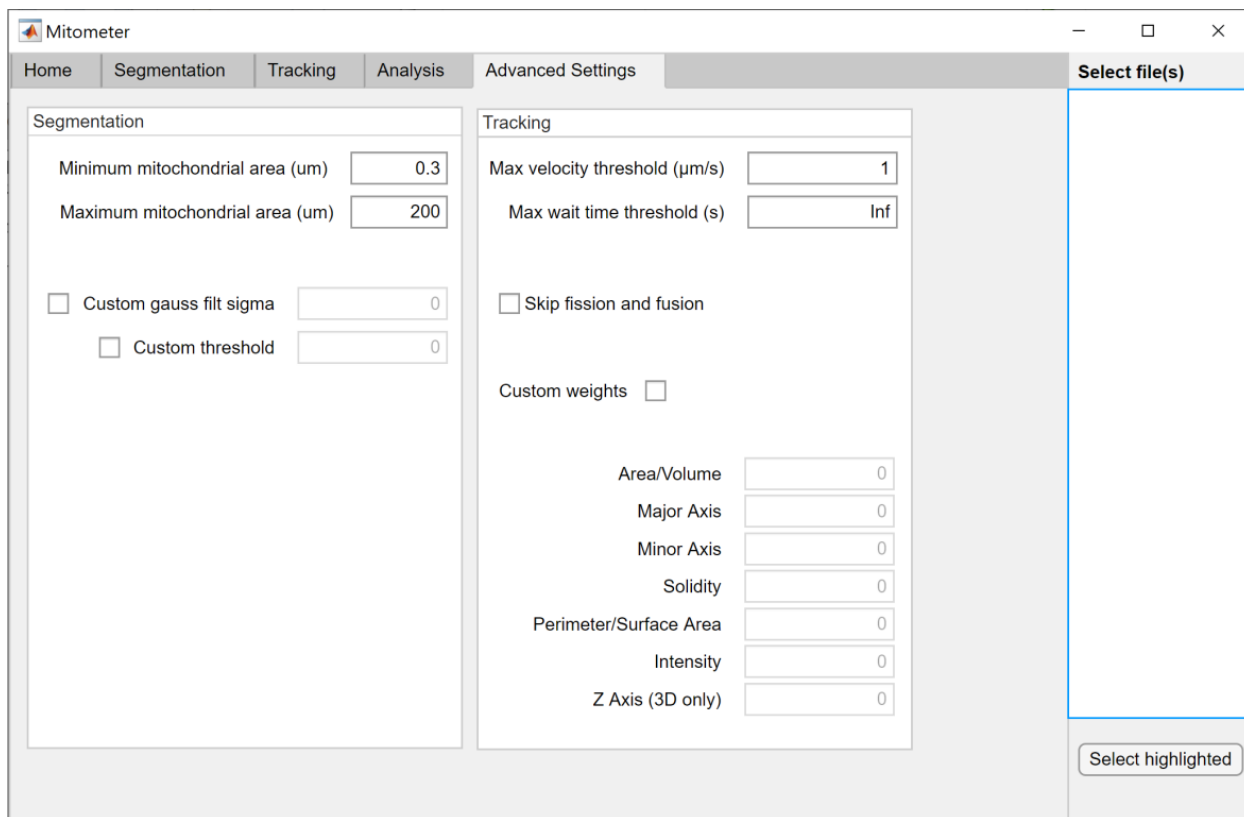 Mitometer
Home Segmentation Tracking Analysis Advanced Settings Select file(s)
Segmentation
Minimum mitochondrial area (um) 0.3
Maximum mitochondrial area (um) 200
Custom gauss filt sigma 0
Custom threshold 0
Tracking
Max velocity threshold (µm/s) 1
Max wait time threshold (s) Inf
Skip fission and fusion
Custom weights
Area/Volume 0
Major Axis 0
Minor Axis 0
Solidity 0
Perimeter/Surface Area 0
Intensity 0
Z Axis (3D only) 0
Select highlighted